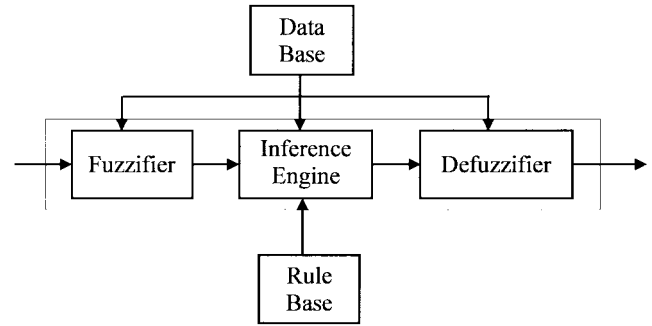 Data
Base
Fuzzifier
Inference
Engine
Defuzzifier
Rule
Base